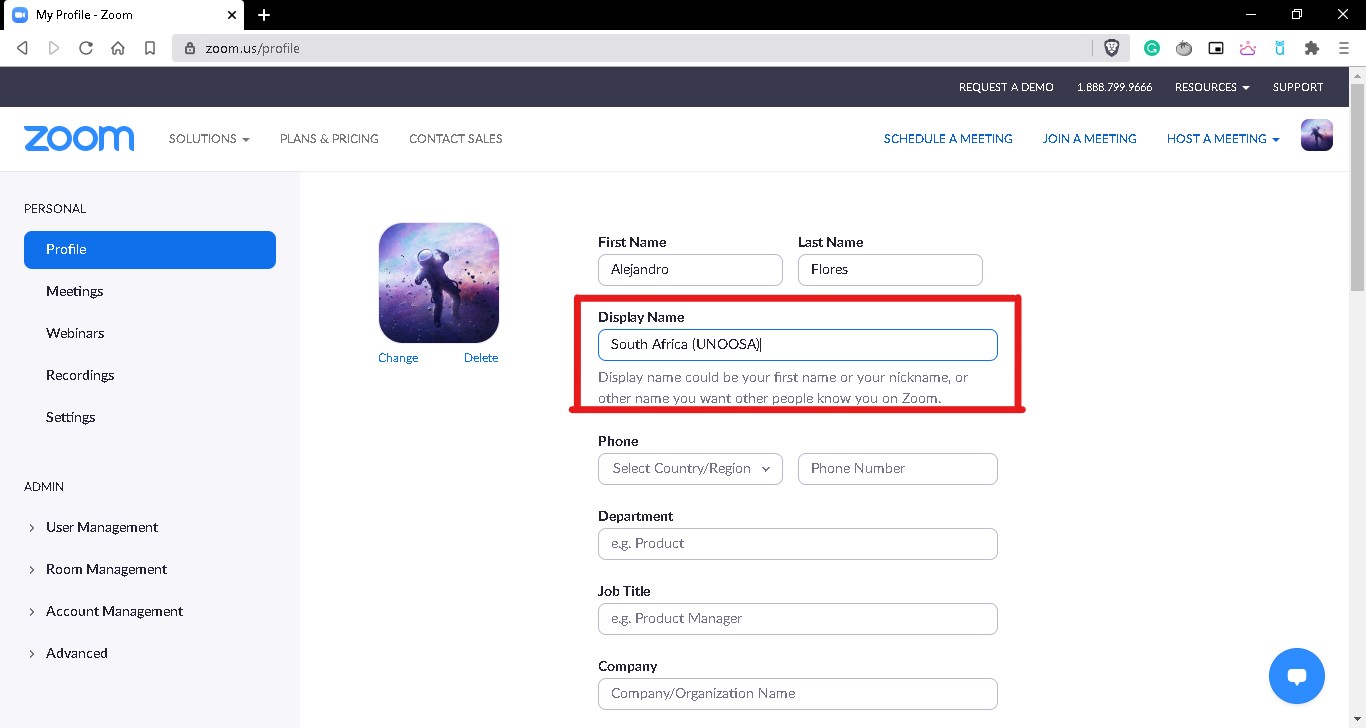 My Profile - Zoom
zoom.us/profile
REQUEST A DEMO 1.888.799.9666 RESOURCES SUPPORT
zoom SOLUTIONS PLANS & PRICING CONTACT SALES SCHEDULE A MEETING JOIN A MEETING HOST A MEETING
PERSONAL
Profile
Meetings
Webinars
Recordings
Settings
ADMIN
User Management
Room Management
Account Management
Advanced
Change Delete
First Name Last Name
Alejandro Flores
Display Name
South Africa (UNOOSA)
Display name could be your first name or your nickname, or
other name you want other people know you on Zoom.
Phone
Select Country/Region Phone Number
Department
e.g. Product
Job Title
e.g. Product Manager
Company
Company/Organization Name